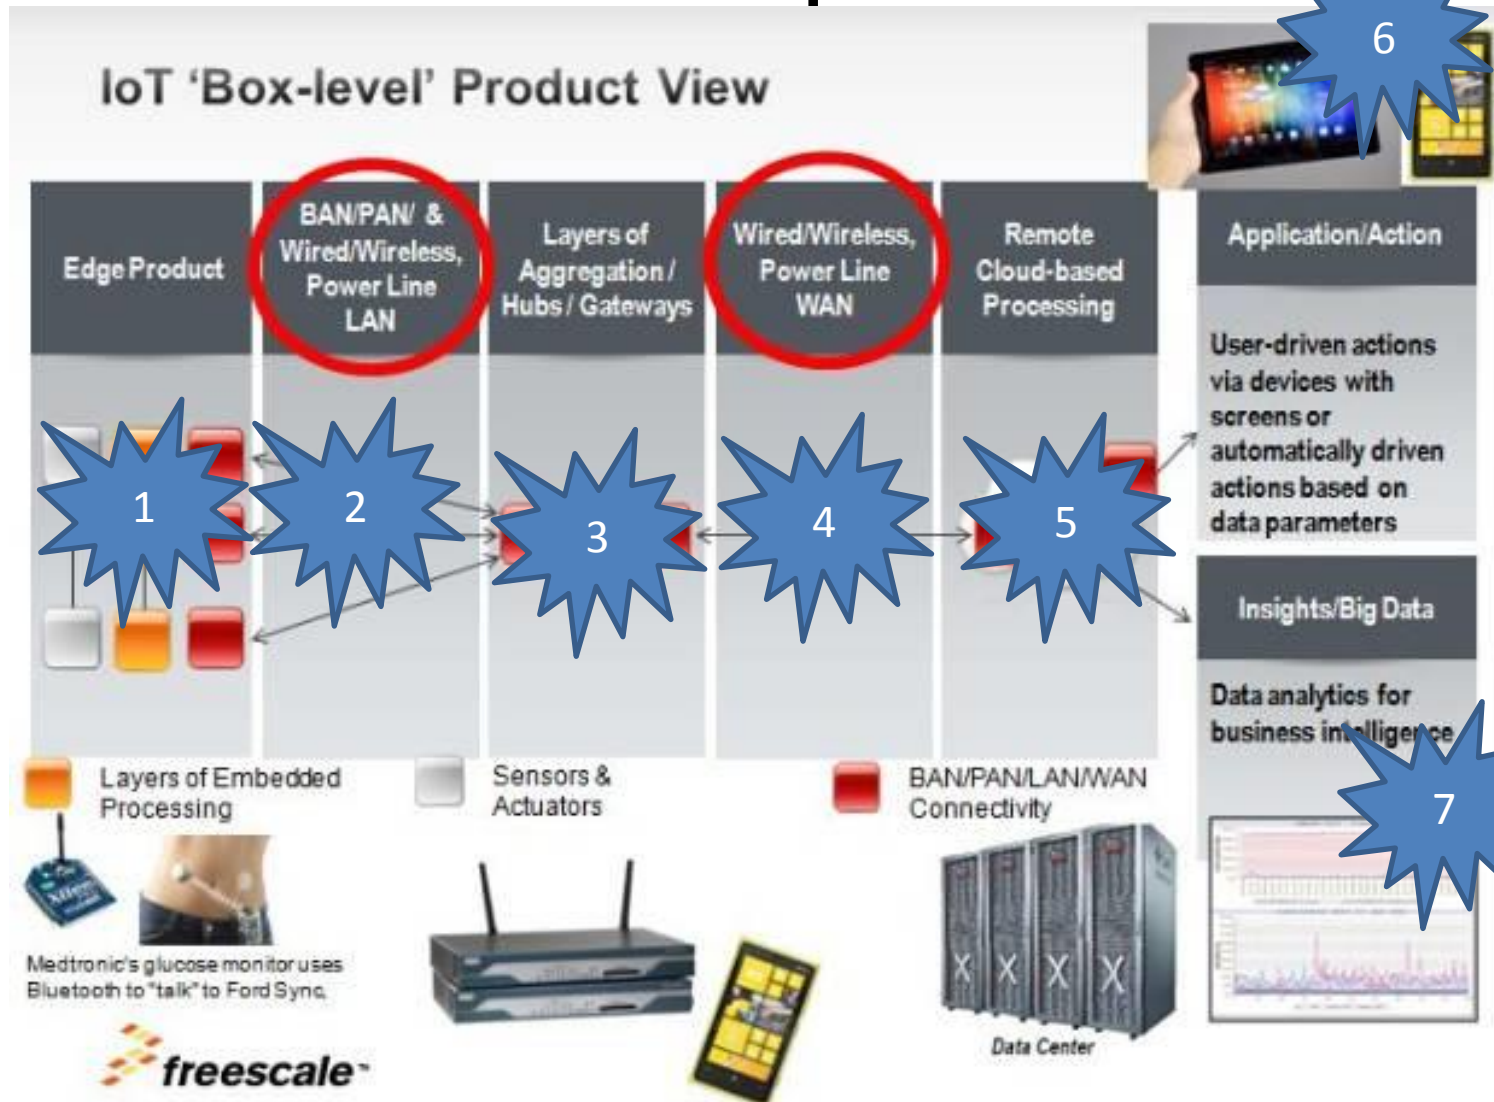 IoT ‘Box-level’ Product View
6
Edge Product
BAN/PAN/ &
Wired/Wireless,
Power Line
LAN
Layers of
Aggregation /
Hubs / Gateways
Wired/Wireless,
Power Line
WAN
Remote
Cloud-based
Processing
Application/Action
User-driven actions
via devices with
screens or
automatically driven
actions based on
data parameters
1
2
3
4
5
Insights/Big Data
Data analytics for
business intelligence
7
Layers of Embedded
Processing
Sensors &
Actuators
BAN/PAN/LAN/WAN
Connectivity
Medtronic's glucose monitor uses
Bluetooth to "talk" to Ford Sync,
freescale™
X X X X
Data Center